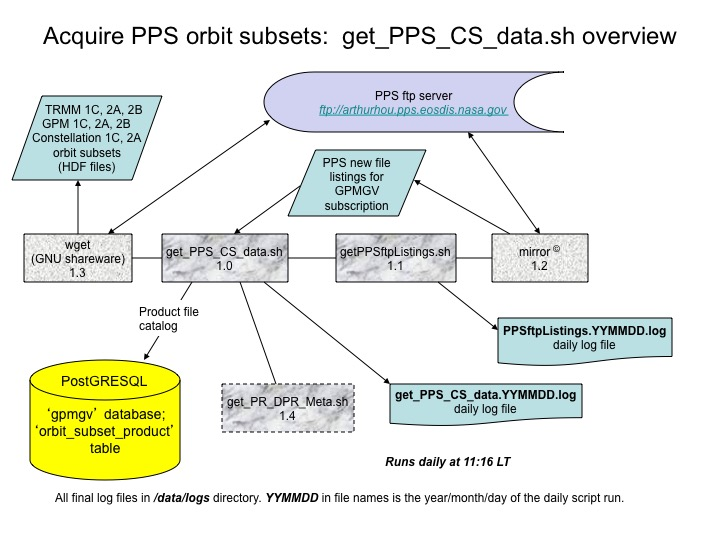 Acquire PPS orbit subsets:  get_PPS_CS_data.sh overview
PPS ftp server
ftp://arthurhou.pps.eosdis.nasa.gov
TRMM 1C, 2A, 2B
GPM 1C, 2A, 2B
Constellation 1C, 2A
orbit subsets
(HDF files)
PPS new file
listings for
GPMGV
subscription
wget
(GNU shareware)
1.3
get_PPS_CS_data.sh
1.0
getPPSftpListings.sh
1.1
mirror ©
1.2
Product file
catalog
PPSftpListings.YYMMDD.log
daily log file
PostGRESQL
‘gpmgv’ database;
‘orbit_subset_product’
table
get_PR_DPR_Meta.sh
1.4
get_PPS_CS_data.YYMMDD.log
daily log file
Runs daily at 11:16 LT
All final log files in /data/logs directory. YYMMDD in file names is the year/month/day of the daily script run.